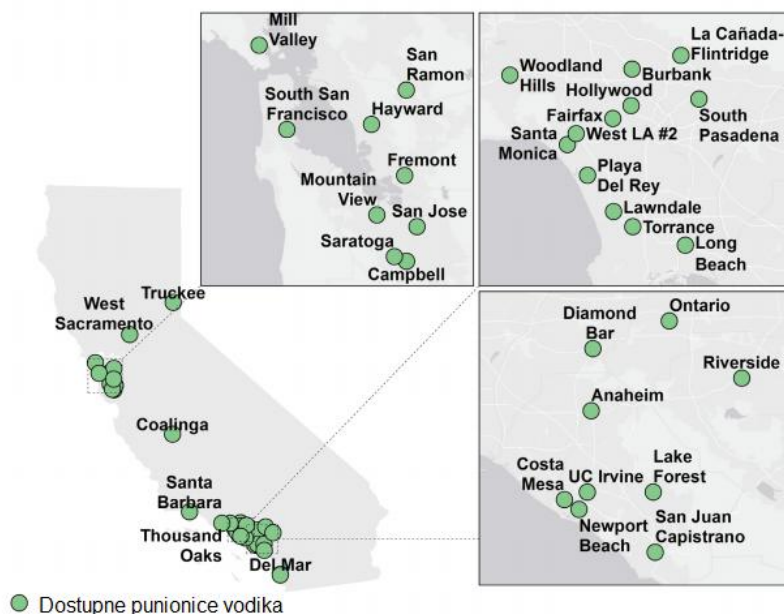 Mill
Valley
San
Ramon
South San
Francisco
Hayward
Fremont
Mountain
View
San Jose
Saratoga
Campbell
La Cañada-
Flintridge
Woodland
Hills
Burbank
Hollywood
Fairfax
South
Pasadena
West LA #2
Santa
Monica
Playa
Del Rey
Lawndale
Torrance
Long
Beach
Truckee
West
Sacramento
Coalinga
Santa
Barbara
Thousand
Oaks
Del Mar
Ontario
Diamond
Bar
Riverside
Anaheim
Costa
Mesa
UC Irvine
Lake
Forest
Newport
Beach
San Juan
Capistrano
Dostupne punionice vodika